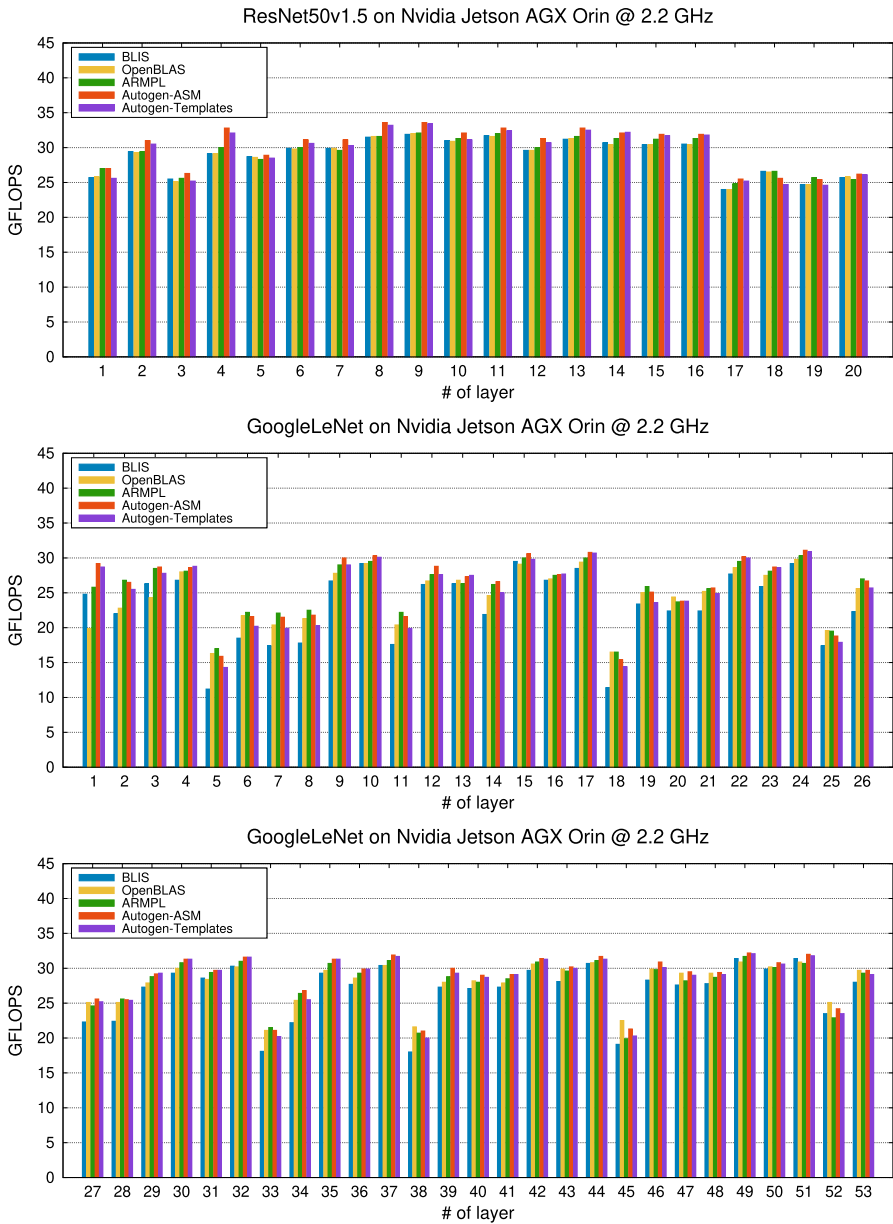 ResNet50v1.5 on Nvidia Jetson AGX Orin @ 2.2 GHz
45
40
35
30
25
20
15
10
5
0
GFLOPS
BLIS
OpenBLAS
ARMPL
Autogen-ASM
Autogen-Templates
1 2 3 4 5 6 7 8 9 10 11 12 13 14 15 16 17 18 19 20
# of layer
GoogleLeNet on Nvidia Jetson AGX Orin @ 2.2 GHz
45
40
35
30
25
20
15
10
5
0
GFLOPS
BLIS
OpenBLAS
ARMPL
Autogen-ASM
Autogen-Templates
1 2 3 4 5 6 7 8 9 10 11 12 13 14 15 16 17 18 19 20 21 22 23 24 25 26
# of layer
GoogleLeNet on Nvidia Jetson AGX Orin @ 2.2 GHz
45
40
35
30
25
20
15
10
5
0
GFLOPS
BLIS
OpenBLAS
ARMPL
Autogen-ASM
Autogen-Templates
27 28 29 30 31 32 33 34 35 36 37 38 39 40 41 42 43 44 45 46 47 48 49 50 51 52 53
# of layer